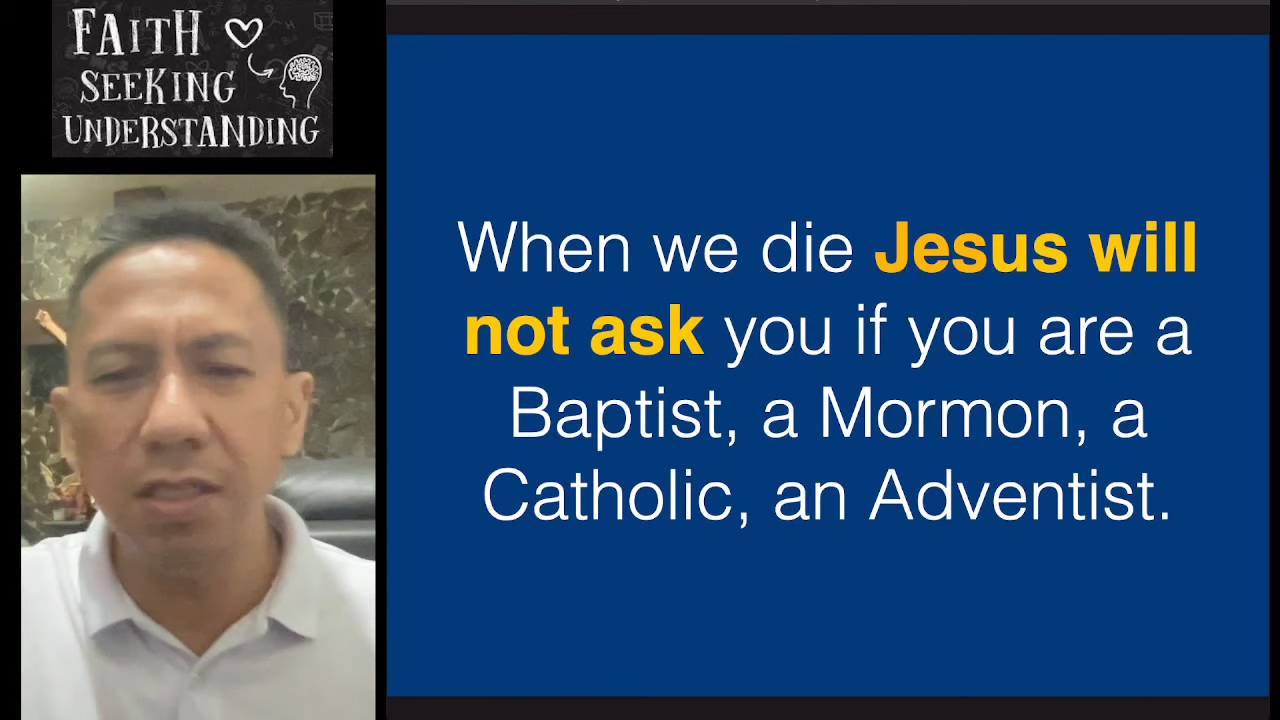 FAITH
SEEKING
UNDERSTANDING
When we die Jesus will
not ask you if you are a
Baptist, a Mormon, a
Catholic, an Adventist.